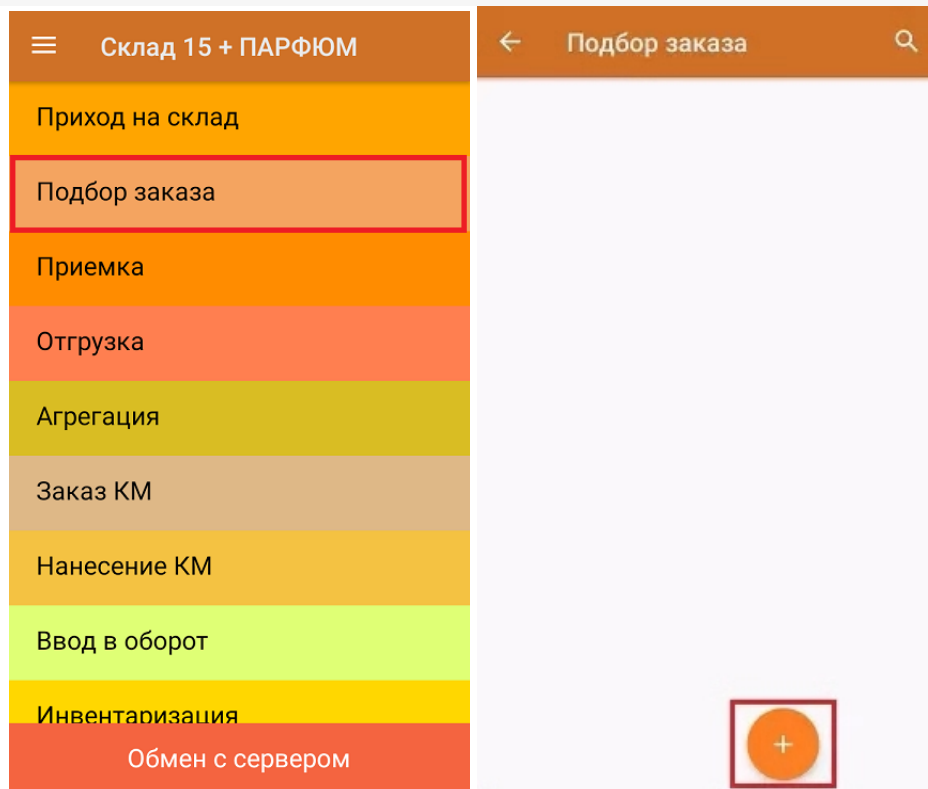 Склад 15 + ПАРФЮМ
Приход на склад
Подбор заказа
Приемка
Отгрузка
Агрегация
Заказ КМ
Нанесение КМ
Ввод в оборот
Инвентаризация
Обмен с сервером
Подбор заказа
+